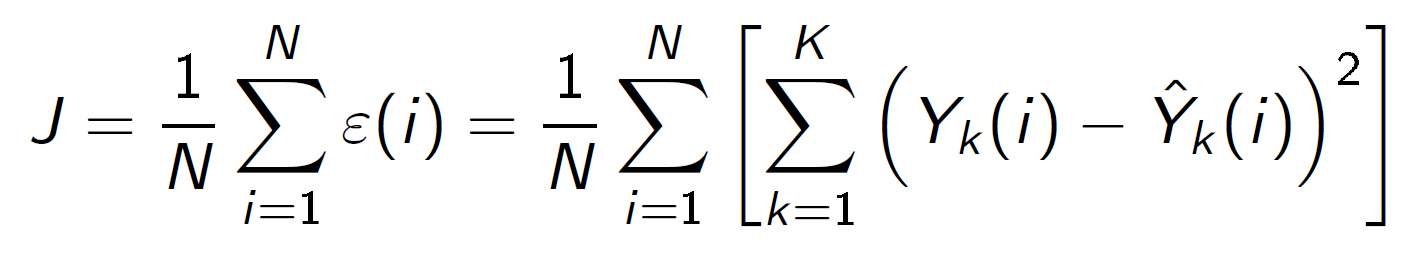 J = \frac{1}{N} \sum_{i=1}^{N} \varepsilon(i) = \frac{1}{N} \sum_{i=1}^{N} \left[ \sum_{k=1}^{K} \left( Y_k(i) - \hat{Y}_k(i) \right)^2 \right]